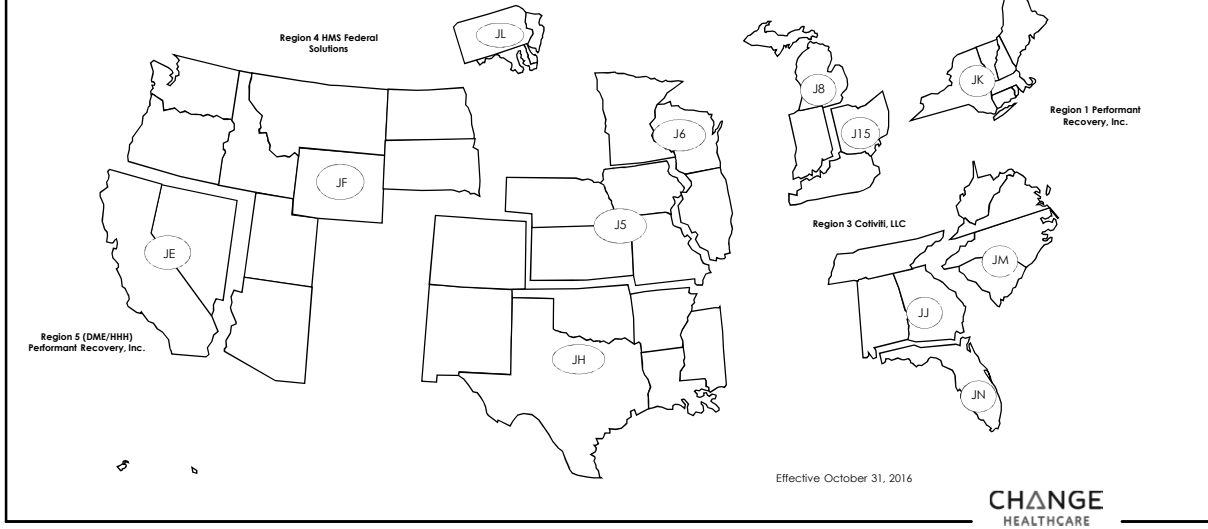 Region 4 HMS Federal
Solutions
JL
J8
JK
Region 1 Performant
Recovery, Inc.
J6
J15
JF
Region 3 Cotiviti, LLC
J5
JE
JM
JJ
Region 5 (DME/HHH)
Performant Recovery, Inc.
JH
JN
Effective October 31, 2016
CHANGE
HEALTHCARE